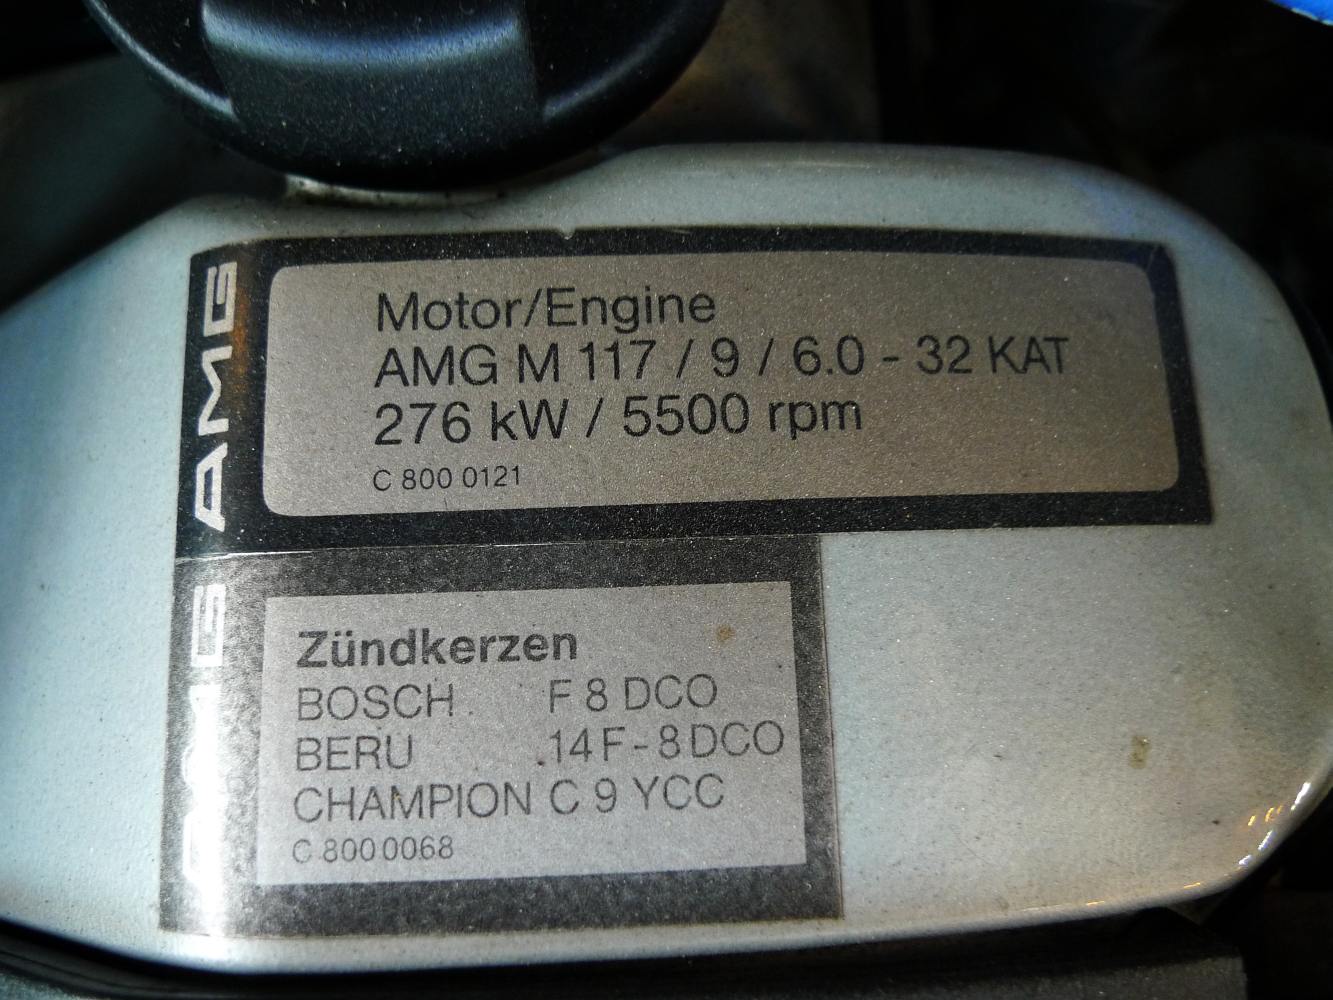 AMG
Motor/Engine
AMG M 117 / 9 / 6.0 - 32 KAT
276 kW / 5500 rpm
C 800 0121
AMG
Zündkerzen
BOSCH F 8 DCO
BERU 14 F - 8 DCO
CHAMPION C 9 YCC
C 800 0068